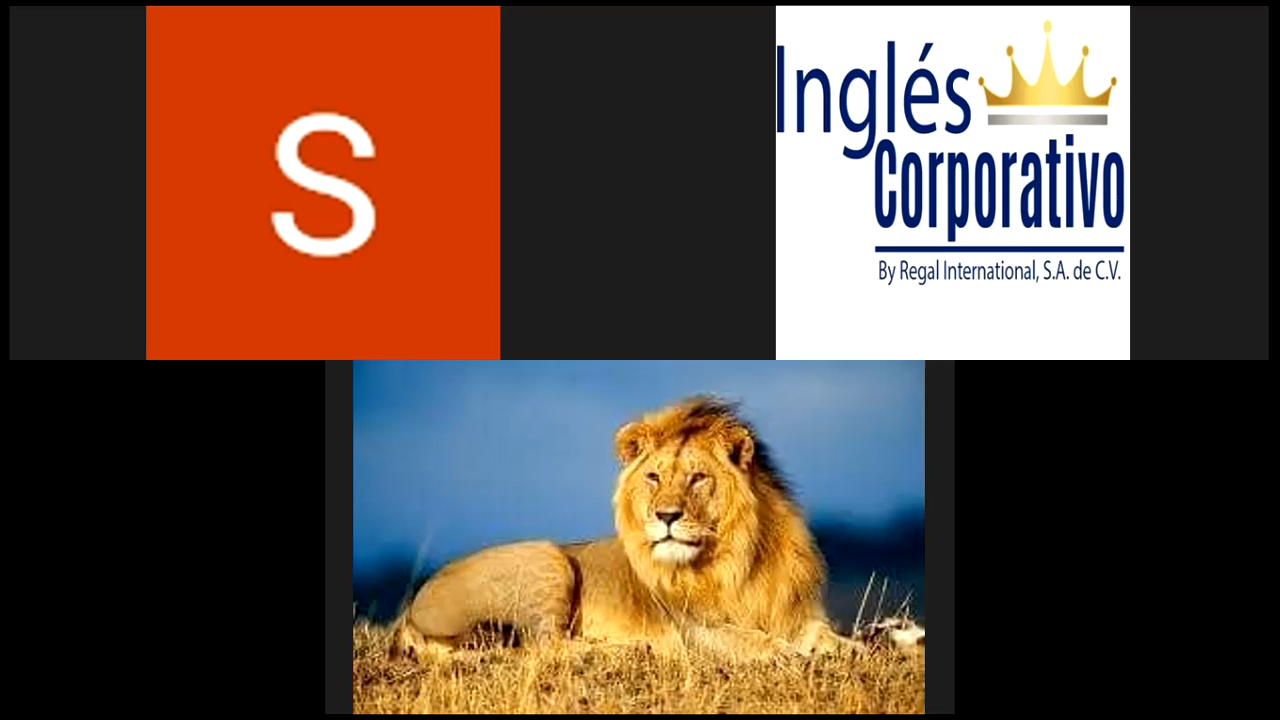 S
Inglés
Corporativo
By Regal International, S.A. de C.V.